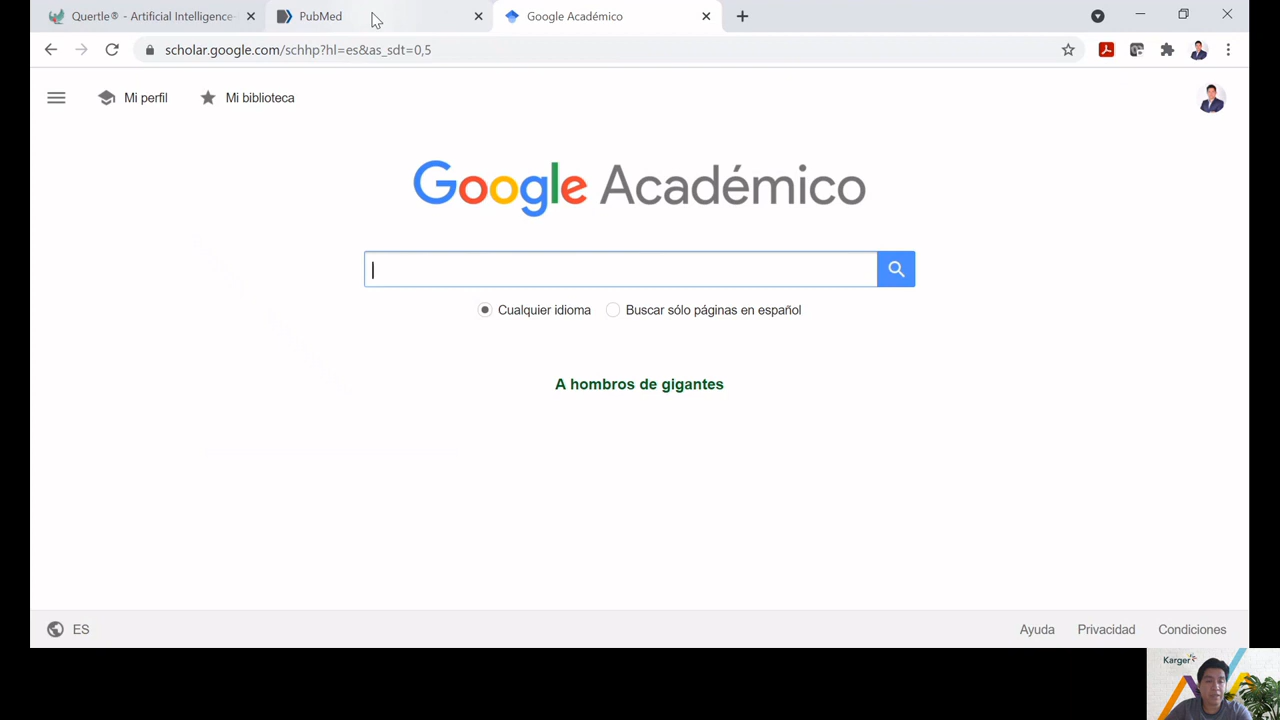 Quertle® - Artificial Intelligence-
PubMed
Google Académico
scholar.google.com/schhp?hl=es&as_sdt=0,5
Mi perfil
Mi biblioteca
Google Académico
Cualquier idioma
Buscar sólo páginas en español
A hombros de gigantes
ES
Ayuda
Privacidad
Condiciones
Karger